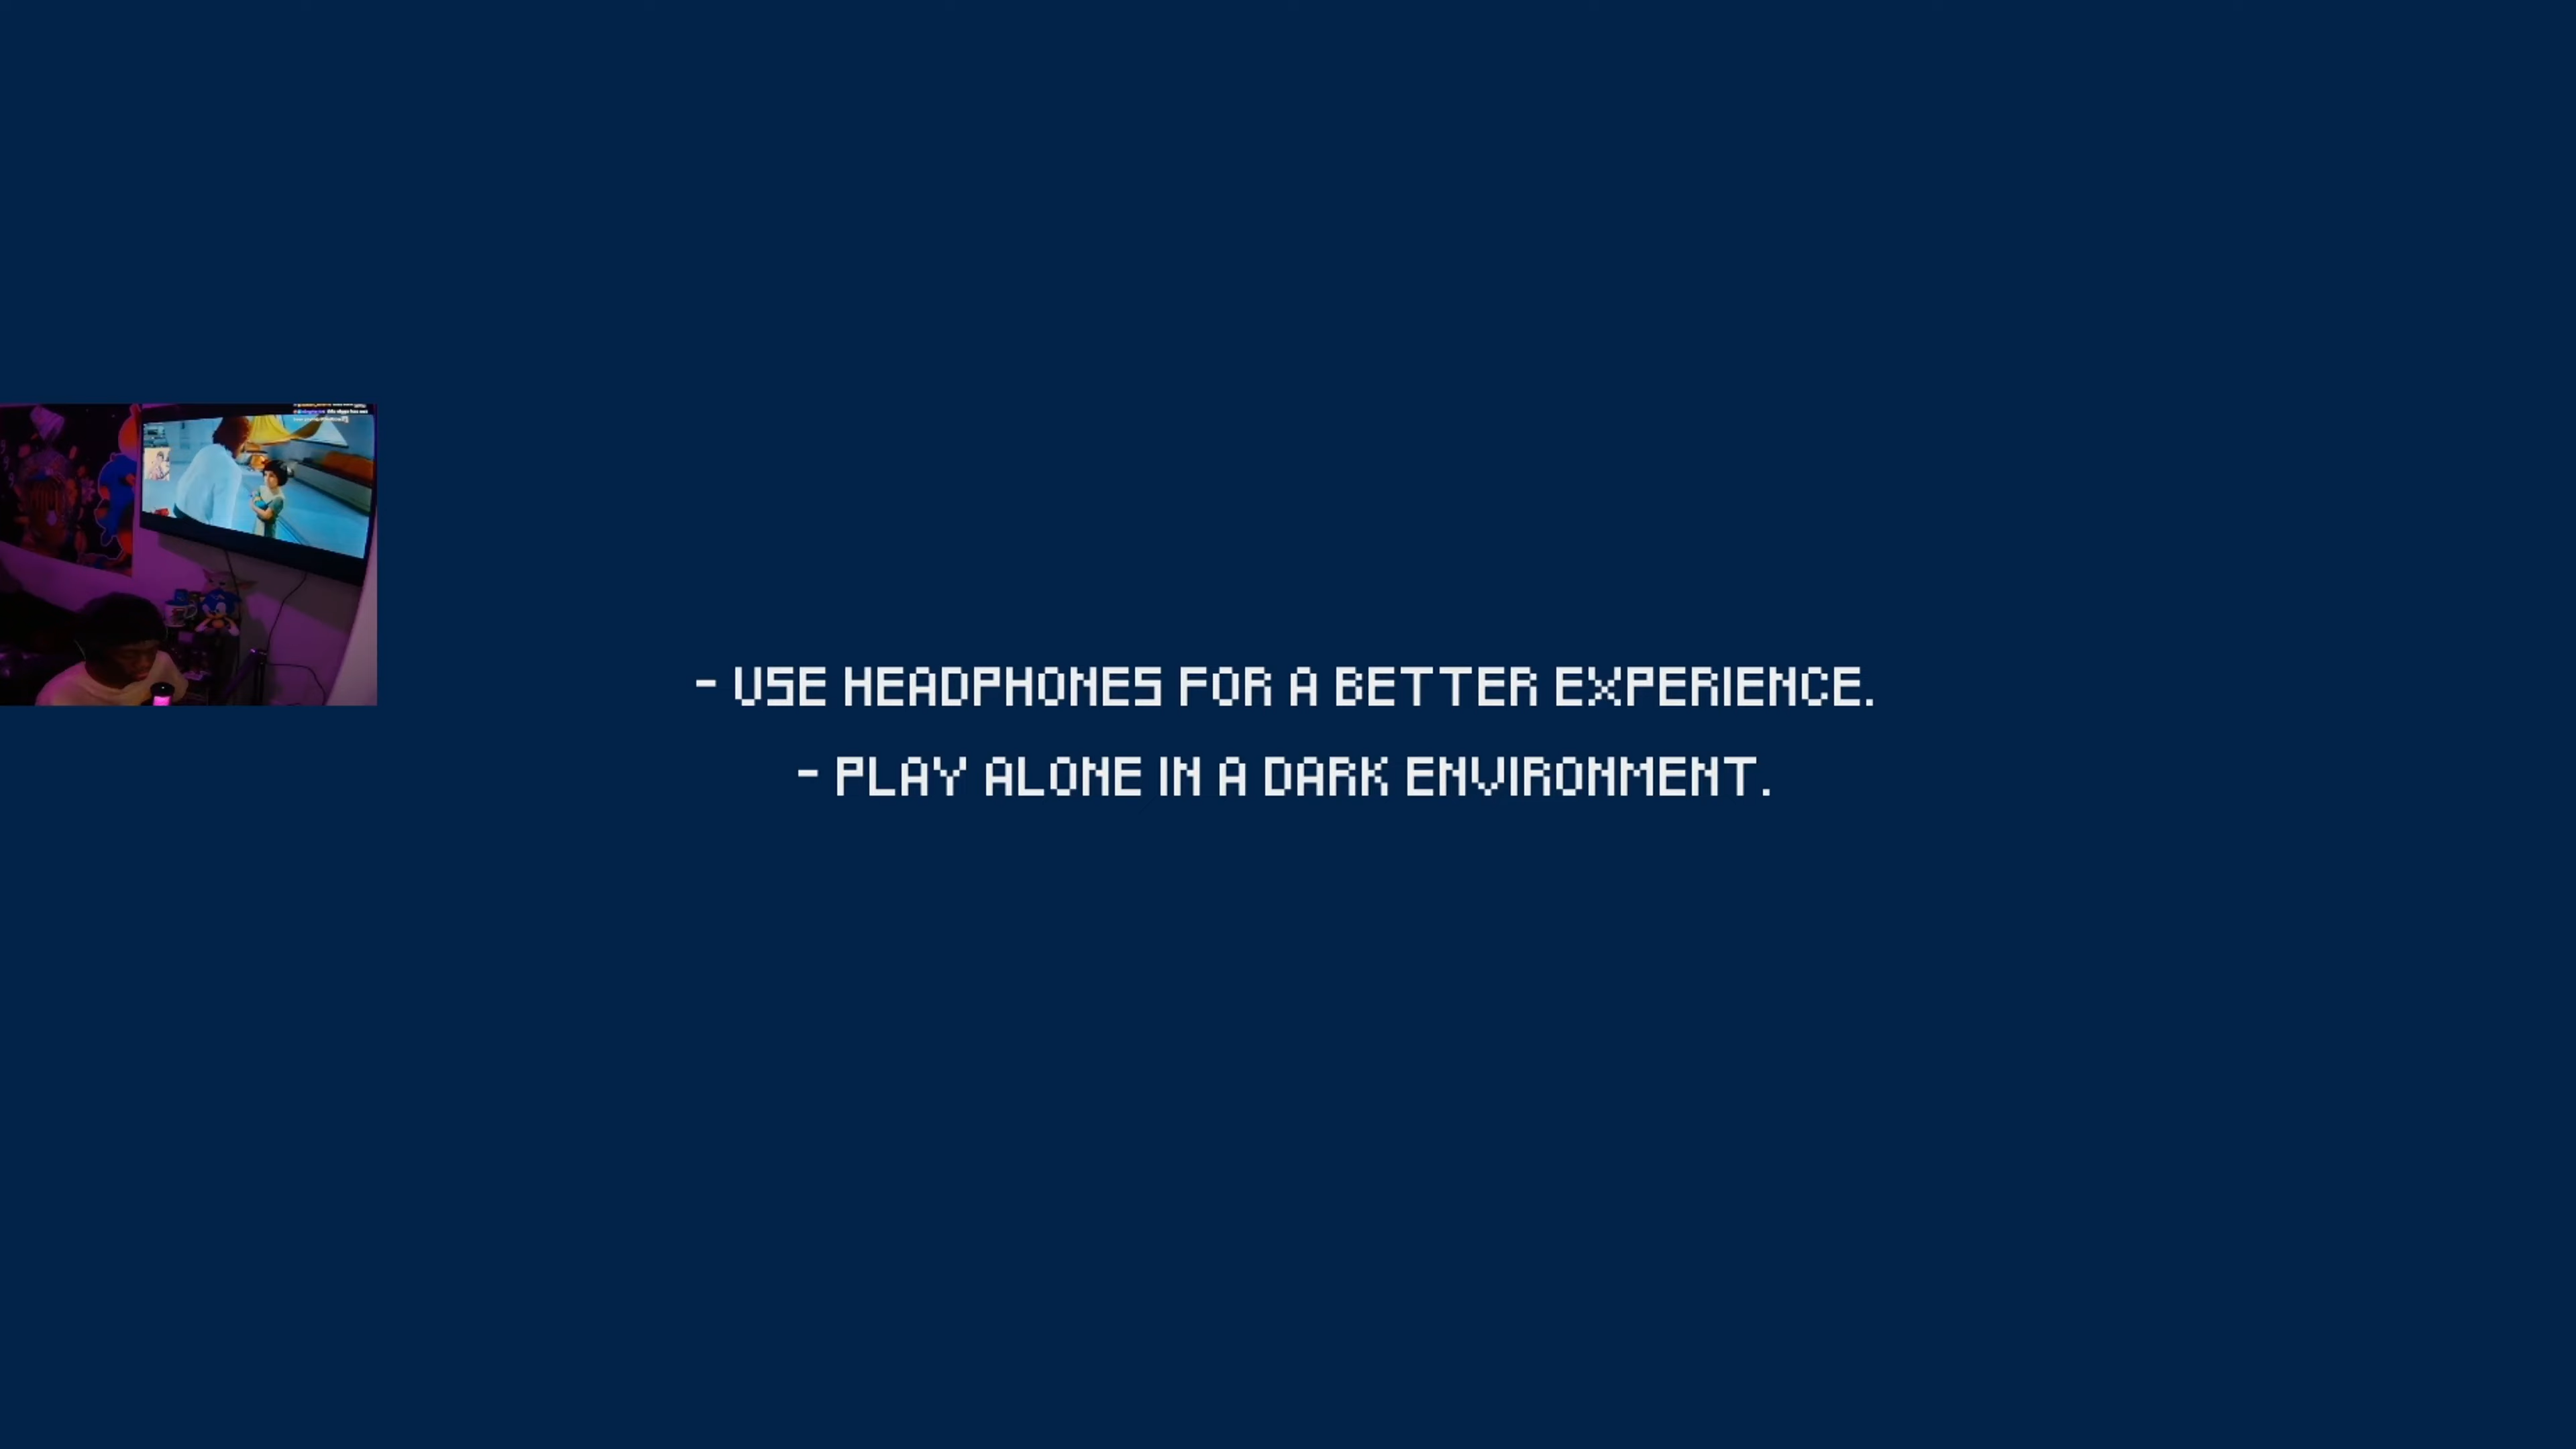 - USE HEADPHONES FOR A BETTER EXPERIENCE.
- PLAY ALONE IN A DARK ENVIRONMENT.